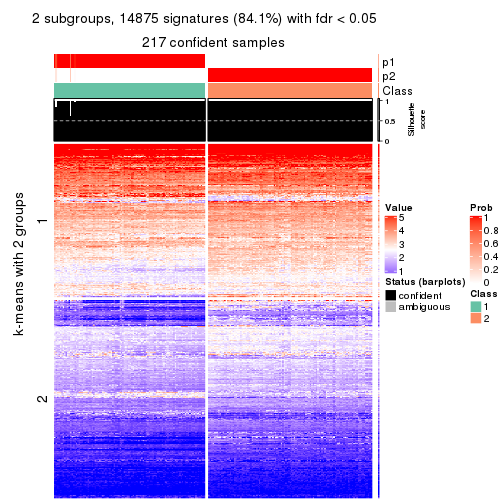 2 subgroups, 14875 signatures (84.1%) with fdr < 0.05
217 confident samples
p1
p2
Class
1
0.5
0
Silhouette
score
k-means with 2 groups
1
2
Value
5
4
3
2
1
Prob
1
0.8
0.6
0.4
0.2
0
Status (barplots)
confident
ambiguous
Class
1
2